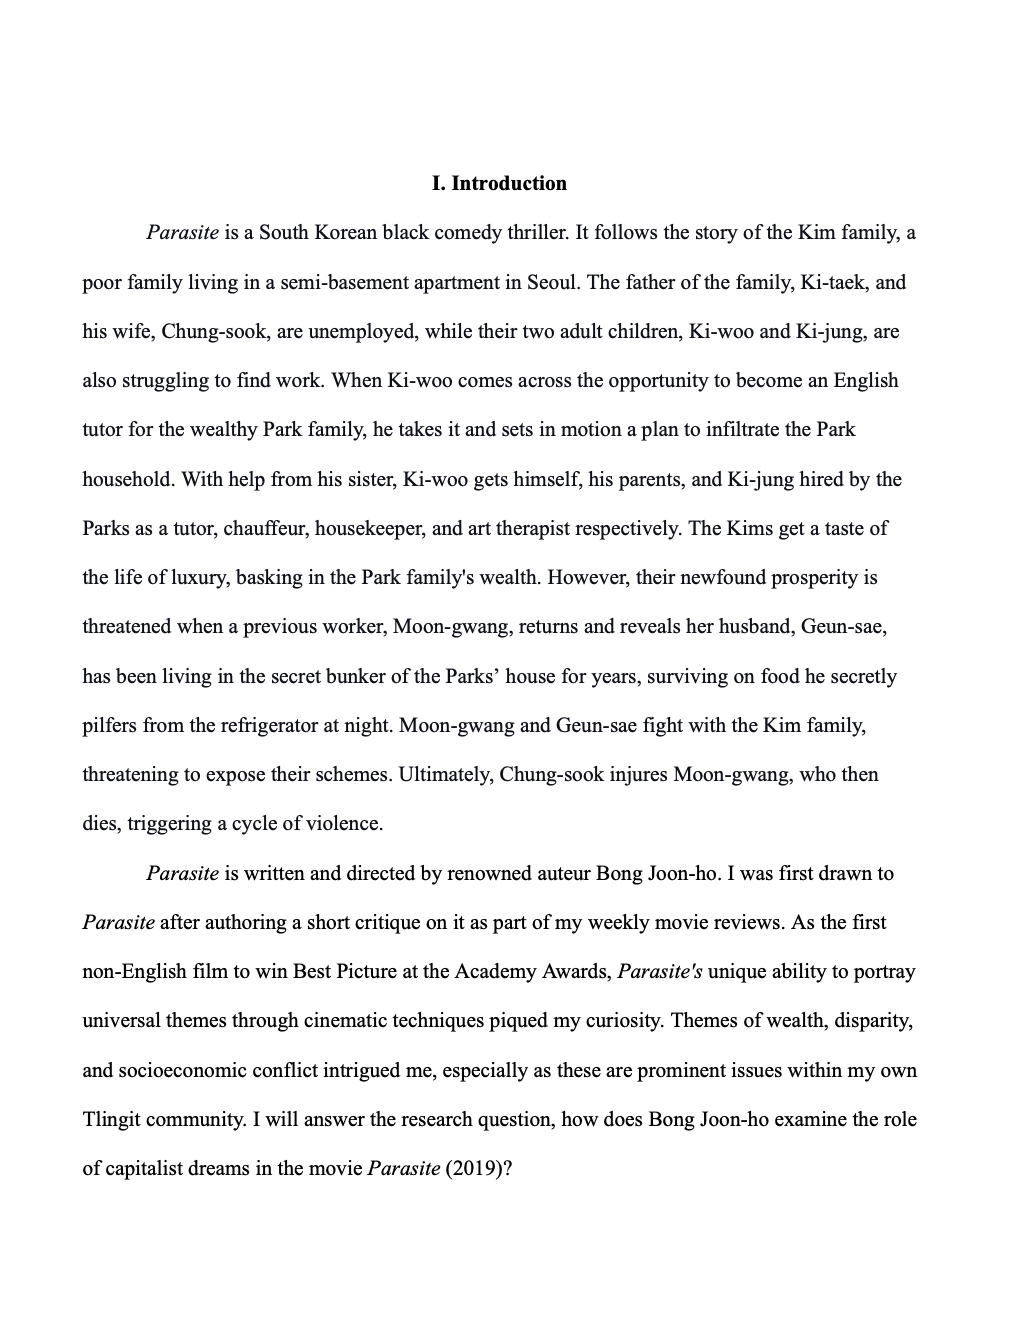 I. Introduction
Parasite is a South Korean black comedy thriller. It follows the story of the Kim family, a
poor family living in a semi-basement apartment in Seoul. The father of the family, Ki-taek, and
his wife, Chung-sook, are unemployed, while their two adult children, Ki-woo and Ki-jung, are
also struggling to find work. When Ki-woo comes across the opportunity to become an English
tutor for the wealthy Park family, he takes it and sets in motion a plan to infiltrate the Park
household. With help from his sister, Ki-woo gets himself, his parents, and Ki-jung hired by the
Parks as a tutor, chauffeur, housekeeper, and art therapist respectively. The Kims get a taste of
the life of luxury, basking in the Park family's wealth. However, their newfound prosperity is
threatened when a previous worker, Moon-gwang, returns and reveals her husband, Geun-sae,
has been living in the secret bunker of the Parks’ house for years, surviving on food he secretly
pilfers from the refrigerator at night. Moon-gwang and Geun-sae fight with the Kim family,
threatening to expose their schemes. Ultimately, Chung-sook injures Moon-gwang, who then
dies, triggering a cycle of violence.
Parasite is written and directed by renowned auteur Bong Joon-ho. I was first drawn to
Parasite after authoring a short critique on it as part of my weekly movie reviews. As the first
non-English film to win Best Picture at the Academy Awards, Parasite's unique ability to portray
universal themes through cinematic techniques piqued my curiosity. Themes of wealth, disparity,
and socioeconomic conflict intrigued me, especially as these are prominent issues within my own
Tlingit community. I will answer the research question, how does Bong Joon-ho examine the role
of capitalist dreams in the movie Parasite (2019)?